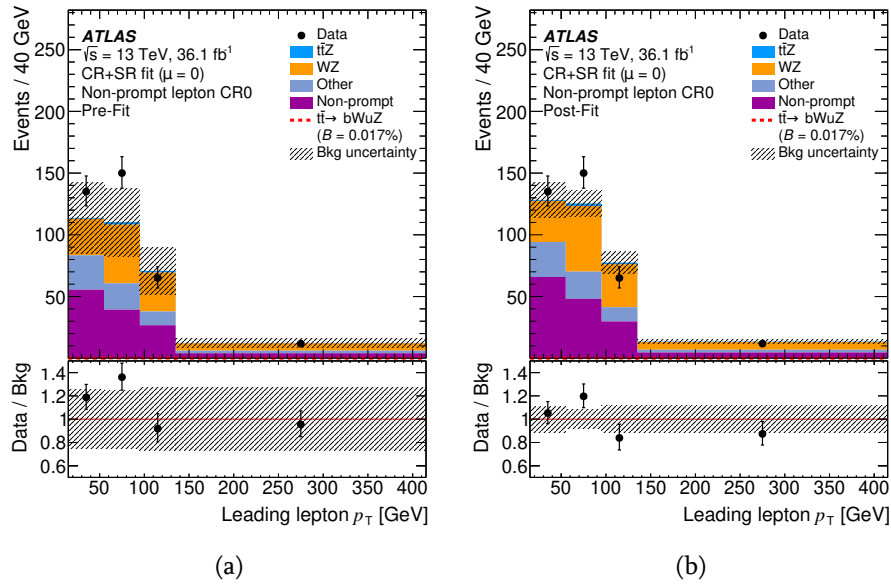 Events / 40 GeV
250
200
150
100
50
ATLAS
√s = 13 TeV, 36.1 fb⁻¹
CR+SR fit (μ = 0)
Non-prompt lepton CR0
Pre-Fit
Data
tt̄Z
WZ
Other
Non-prompt
tt̄→ bWuZ
(B = 0.017%)
Bkg uncertainty
Data / Bkg
1.4
1.2
1
0.8
0.6
50 100 150 200 250 300 350 400
Leading lepton pT [GeV]
(a)
Events / 40 GeV
250
200
150
100
50
ATLAS
√s = 13 TeV, 36.1 fb⁻¹
CR+SR fit (μ = 0)
Non-prompt lepton CR0
Post-Fit
Data
tt̄Z
WZ
Other
Non-prompt
tt̄→ bWuZ
(B = 0.017%)
Bkg uncertainty
Data / Bkg
1.4
1.2
1
0.8
0.6
50 100 150 200 250 300 350 400
Leading lepton pT [GeV]
(b)